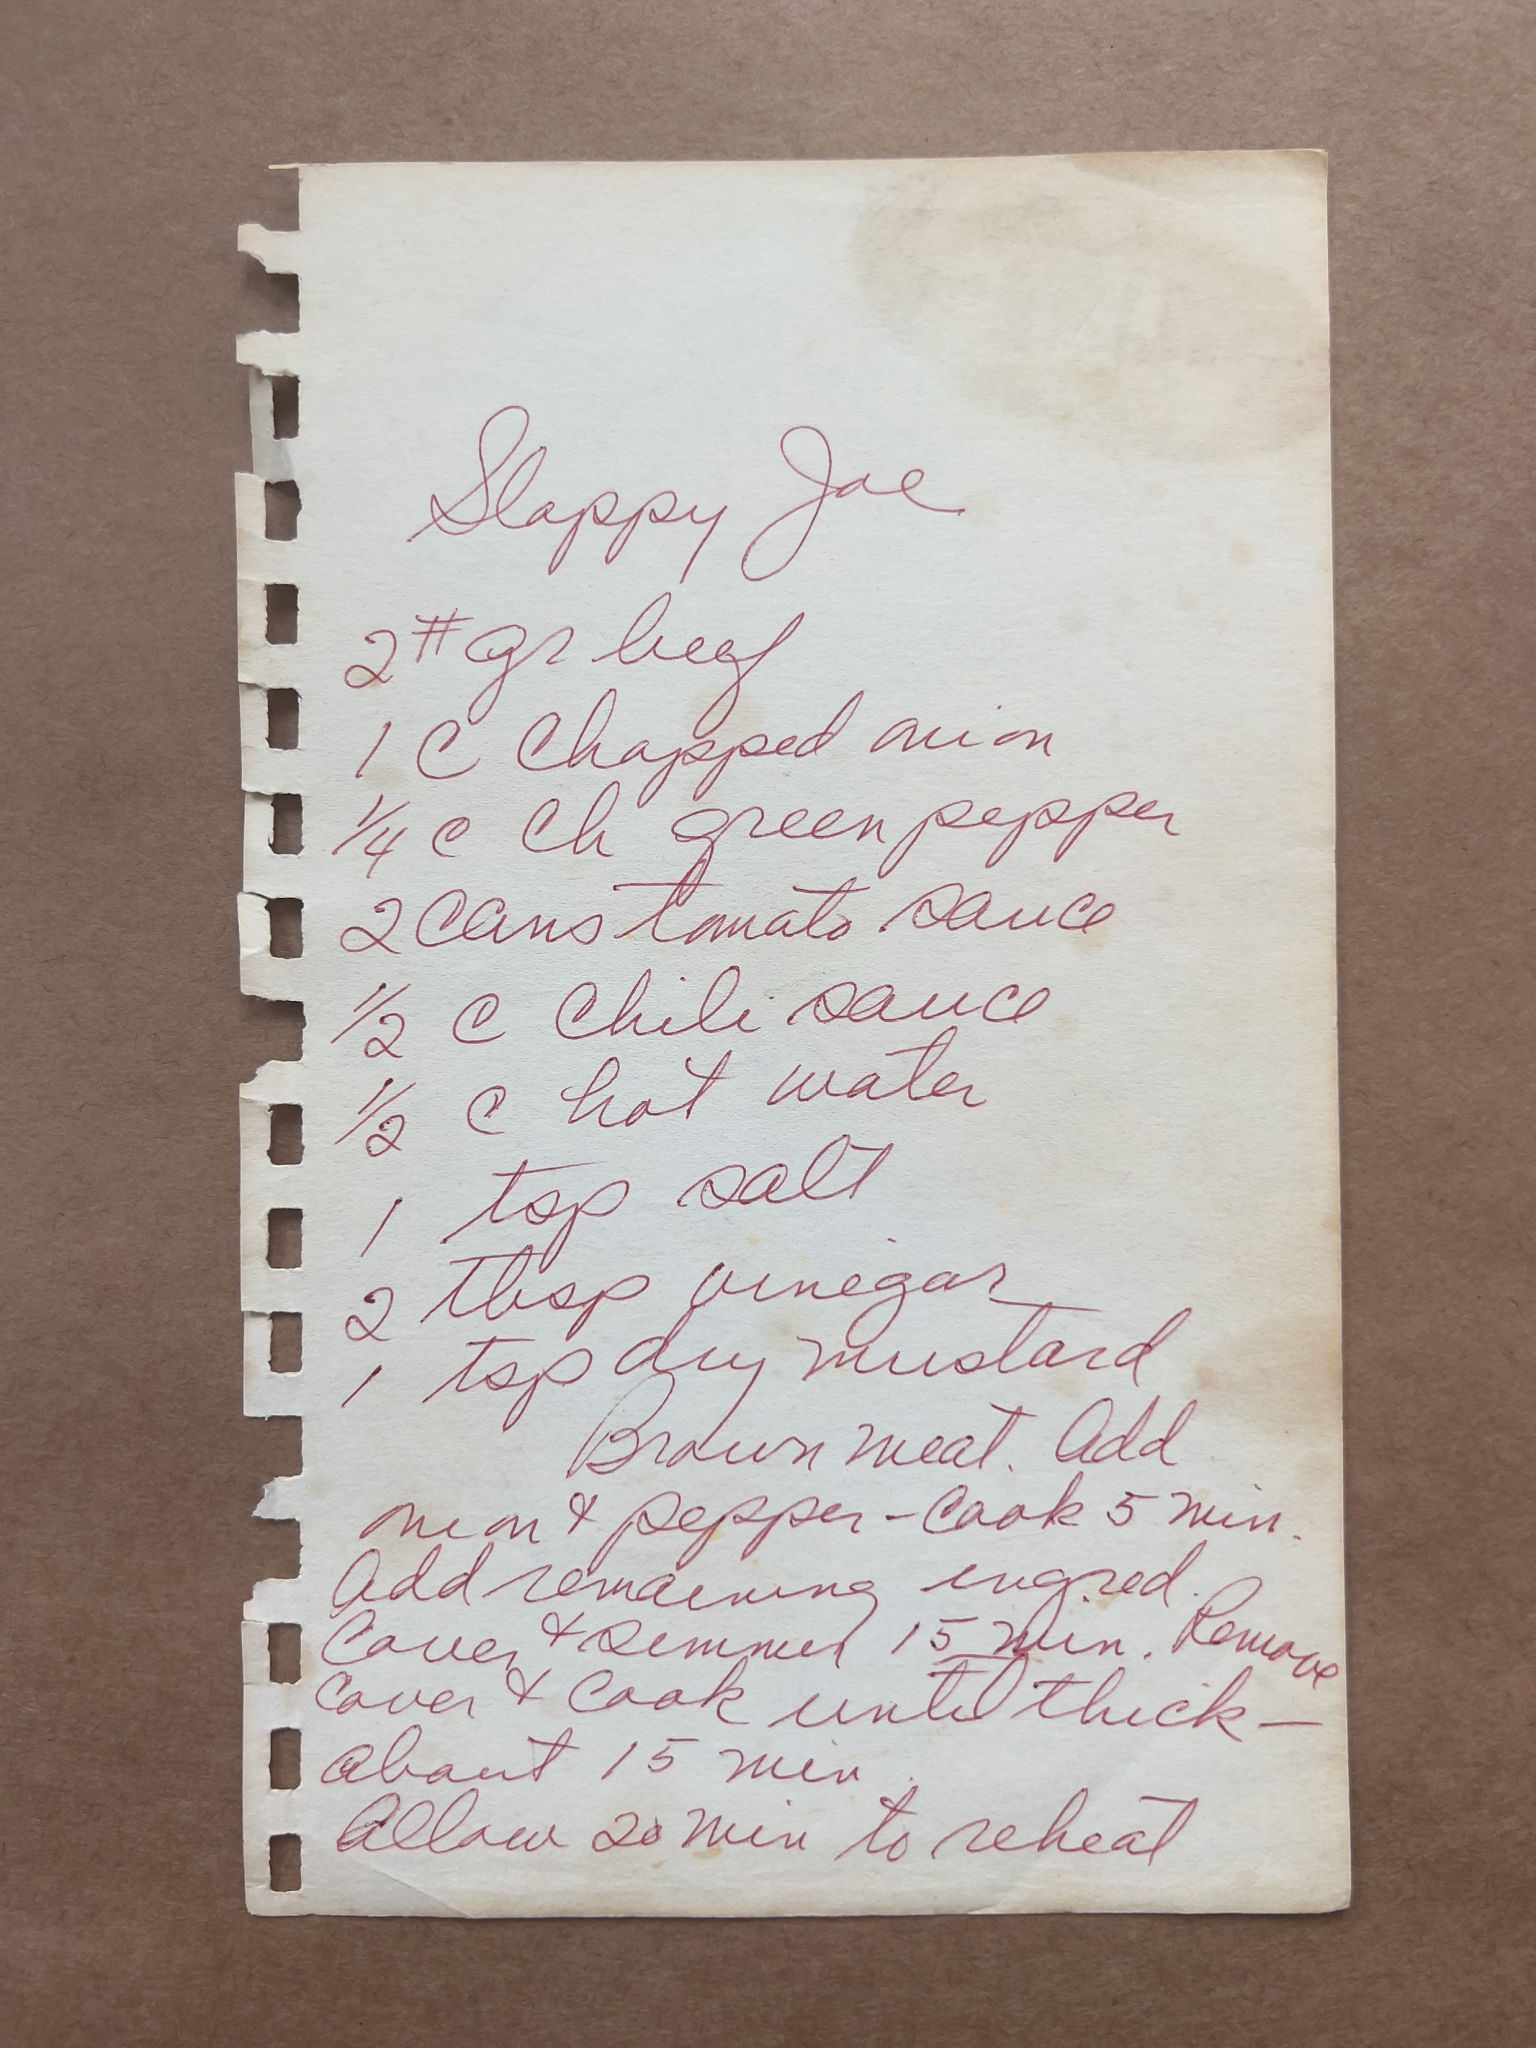 Sloppy Joe
2# gr beef
1 C Chopped onion
1/4 c Ch green pepper
2 cans tomato sauce
1/2 c Chili sauce
1/2 c hot water
1 tsp salt
2 tbsp vinegar
1 tsp dry mustard
Brown meat. Add
onion & pepper - Cook 5 min.
Add remaining ingred.
Cover & simmer 15 min. Remove
cover & Cook until thick -
about 15 min.
Allow 20 min to reheat